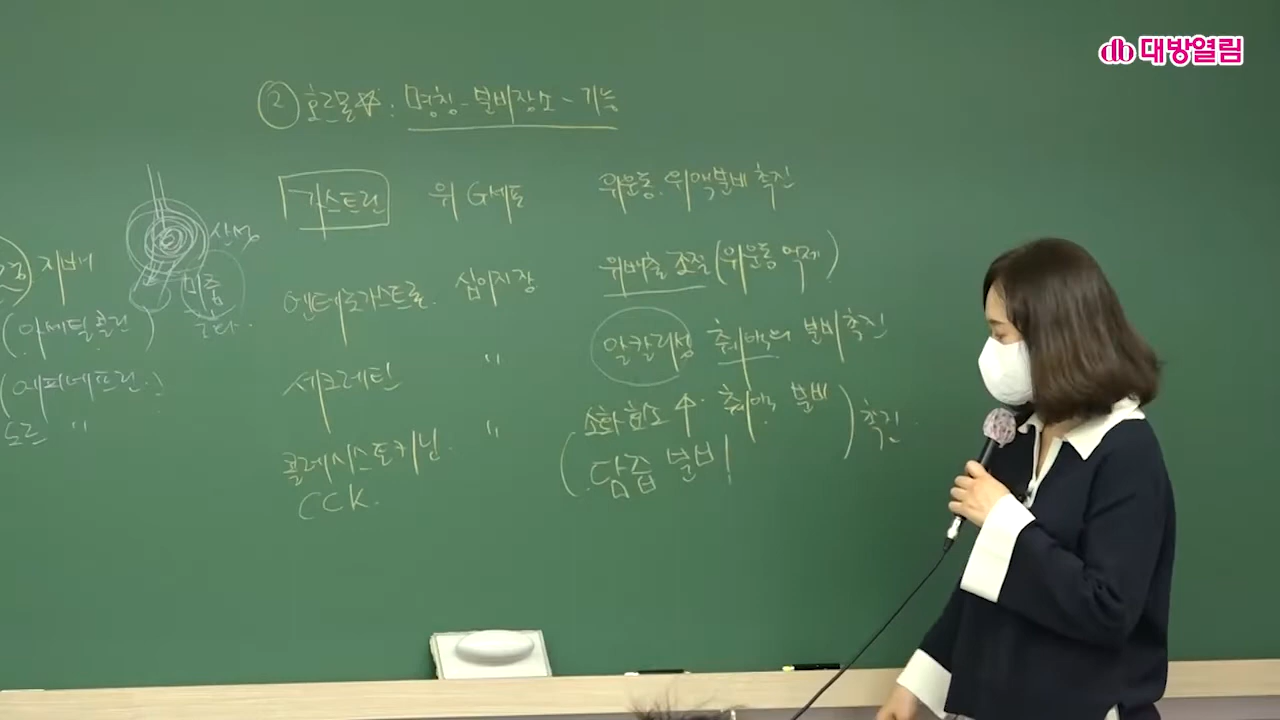 대방열림
② 호르몬☆ : 명칭 - 분비장소 - 기능
가스트린 위 G세포 위운동. 위액분비 촉진
산성
지배 미즙
엔테로가스트론. 십이지장 위배출 조절 (위운동 억제)
(아세틸콜린)
세크레틴 " 알칼리성 췌액의 분비 촉진
(에피네프린.)
콜레시스토키닌. " (소화효소 수. 췌액. 분비
담즙 분비) 촉진.
CCK.